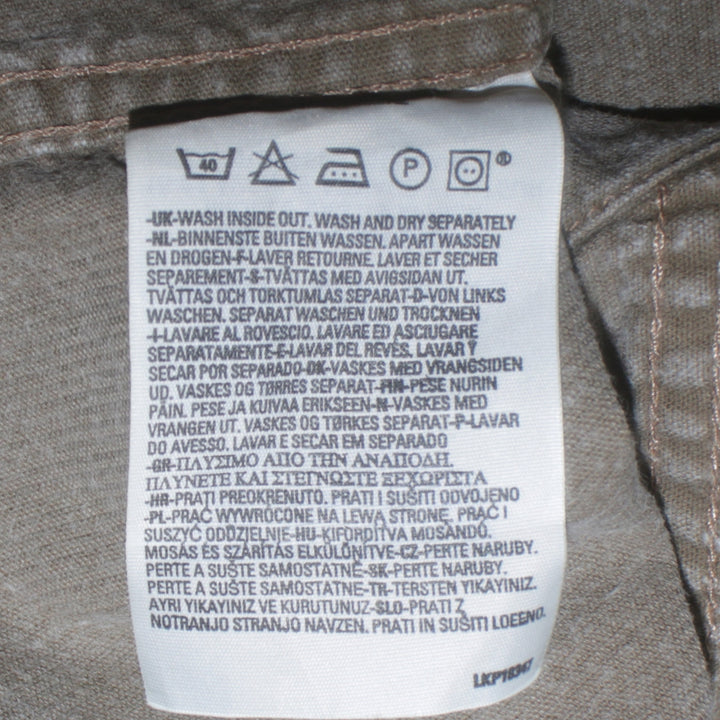 40 P ®
-UK-WASH INSIDE OUT. WASH AND DRY SEPARATELY
-NL-BINNENSTE BUITEN WASSEN. APART WASSEN
EN DROGEN-F-LAVER RETOURNE. LAVER ET SECHER
SEPAREMENT-S-TVÄTTAS MED AVIGSIDAN UT.
TVÄTTAS OCH TORKTUMLAS SEPARAT-D-VON LINKS
WASCHEN. SEPARAT WASCHEN UND TROCKNEN
-I-LAVARE AL ROVESCIO. LAVARE ED ASCIUGARE
SEPARATAMENTE-E-LAVAR DEL REVÉS. LAVAR Y
SECAR POR SEPARADO-DK-VASKES MED VRANGSIDEN
UD. VASKES OG TØRRES SEPARAT-FIN-PESE NURIN
PÄIN. PESE JA KUIVAA ERIKSEEN-N-VASKES MED
VRANGEN UT. VASKES OG TØRKES SEPARAT-P-LAVAR
DO AVESSO. LAVAR E SECAR EM SEPARADO
-GR-ΠΛΥΣΙΜΟ ΑΠΟ ΤΗΝ ΑΝΑΠΟΔΗ.
ΠΛΥΝΕΤΕ ΚΑΙ ΣΤΕΓΝΩΣΤΕ ΞΕΧΩΡΙΣΤΑ
-HR-PRATI PREOKRENUTO. PRATI I SUŠITI ODVOJENO
-PL-PRAĆ WYWRÓCONE NA LEWĄ STRONĘ. PRAĆ I
SUSZYĆ ODDZIELNIE-HU-KIFORDÍTVA MOSANDÓ.
MOSÁS ÉS SZÁRÍTÁS ELKÜLÖNÍTVE-CZ-PERTE NARUBY.
PERTE A SUŠTE SAMOSTATNĚ-SK-PERTE NARUBY.
PERTE A SUŠTE SAMOSTATNE-TR-TERSTEN YIKAYINIZ.
AYRI YIKAYINIZ VE KURUTUNUZ-SLO-PRATI Z
NOTRANJO STRANJO NAVZEN. PRATI IN SUŠITI LOEENO.
LKP18347